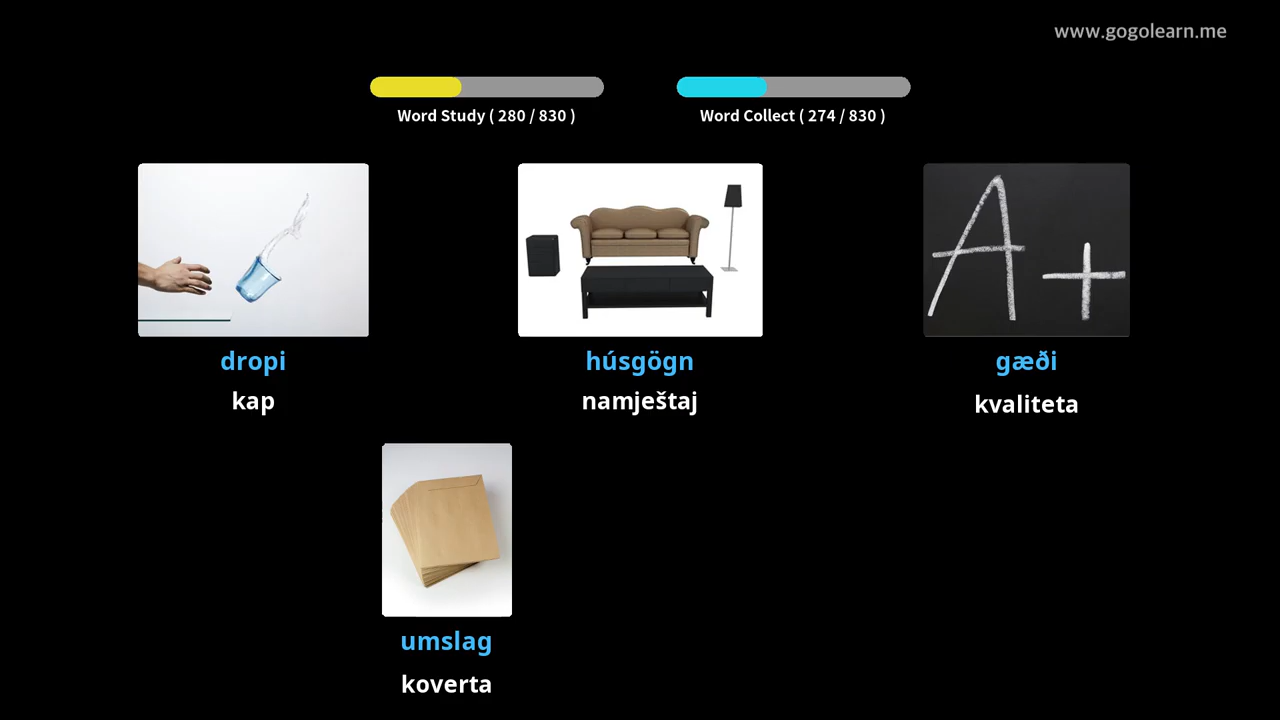 www.gogolearn.me
Word Study ( 280 / 830 )
Word Collect ( 274 / 830 )
A+
dropi
kap
húsgögn
namještaj
gæði
kvaliteta
umslag
koverta